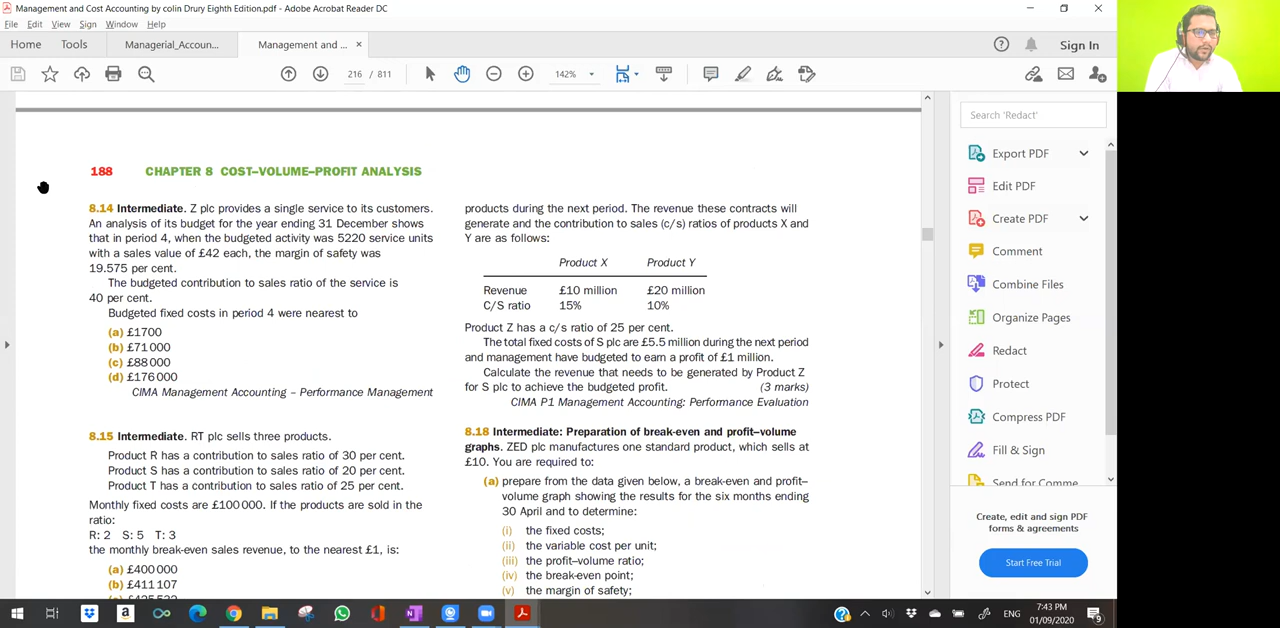 Management and Cost Accounting by colin Drury Eighth Edition.pdf - Adobe Acrobat Reader DC
File Edit View Sign Window Help
Home Tools Managerial_Accoun... Management and ... × Sign In
216 / 811 142%
188 CHAPTER 8 COST–VOLUME–PROFIT ANALYSIS
8.14 Intermediate. Z plc provides a single service to its customers.
An analysis of its budget for the year ending 31 December shows
that in period 4, when the budgeted activity was 5220 service units
with a sales value of £42 each, the margin of safety was
19.575 per cent.
The budgeted contribution to sales ratio of the service is
40 per cent.
Budgeted fixed costs in period 4 were nearest to
(a) £1700
(b) £71 000
(c) £88 000
(d) £176 000
CIMA Management Accounting – Performance Management
8.15 Intermediate. RT plc sells three products.
Product R has a contribution to sales ratio of 30 per cent.
Product S has a contribution to sales ratio of 20 per cent.
Product T has a contribution to sales ratio of 25 per cent.
Monthly fixed costs are £100 000. If the products are sold in the
ratio:
R: 2 S: 5 T: 3
the monthly break-even sales revenue, to the nearest £1, is:
(a) £400 000
(b) £411 107
products during the next period. The revenue these contracts will
generate and the contribution to sales (c/s) ratios of products X and
Y are as follows:
Product X Product Y
Revenue £10 million £20 million
C/S ratio 15% 10%
Product Z has a c/s ratio of 25 per cent.
The total fixed costs of S plc are £5.5 million during the next period
and management have budgeted to earn a profit of £1 million.
Calculate the revenue that needs to be generated by Product Z
for S plc to achieve the budgeted profit. (3 marks)
CIMA P1 Management Accounting: Performance Evaluation
8.18 Intermediate: Preparation of break-even and profit–volume
graphs. ZED plc manufactures one standard product, which sells at
£10. You are required to:
(a) prepare from the data given below, a break-even and profit–
volume graph showing the results for the six months ending
30 April and to determine:
(i) the fixed costs;
(ii) the variable cost per unit;
(iii) the profit–volume ratio;
(iv) the break-even point;
(v) the margin of safety;
Search 'Redact'
Export PDF
Edit PDF
Create PDF
Comment
Combine Files
Organize Pages
Redact
Protect
Compress PDF
Fill & Sign
Send for Comme
Create, edit and sign PDF
forms & agreements
Start Free Trial
ENG
7:43 PM
01/09/2020
9